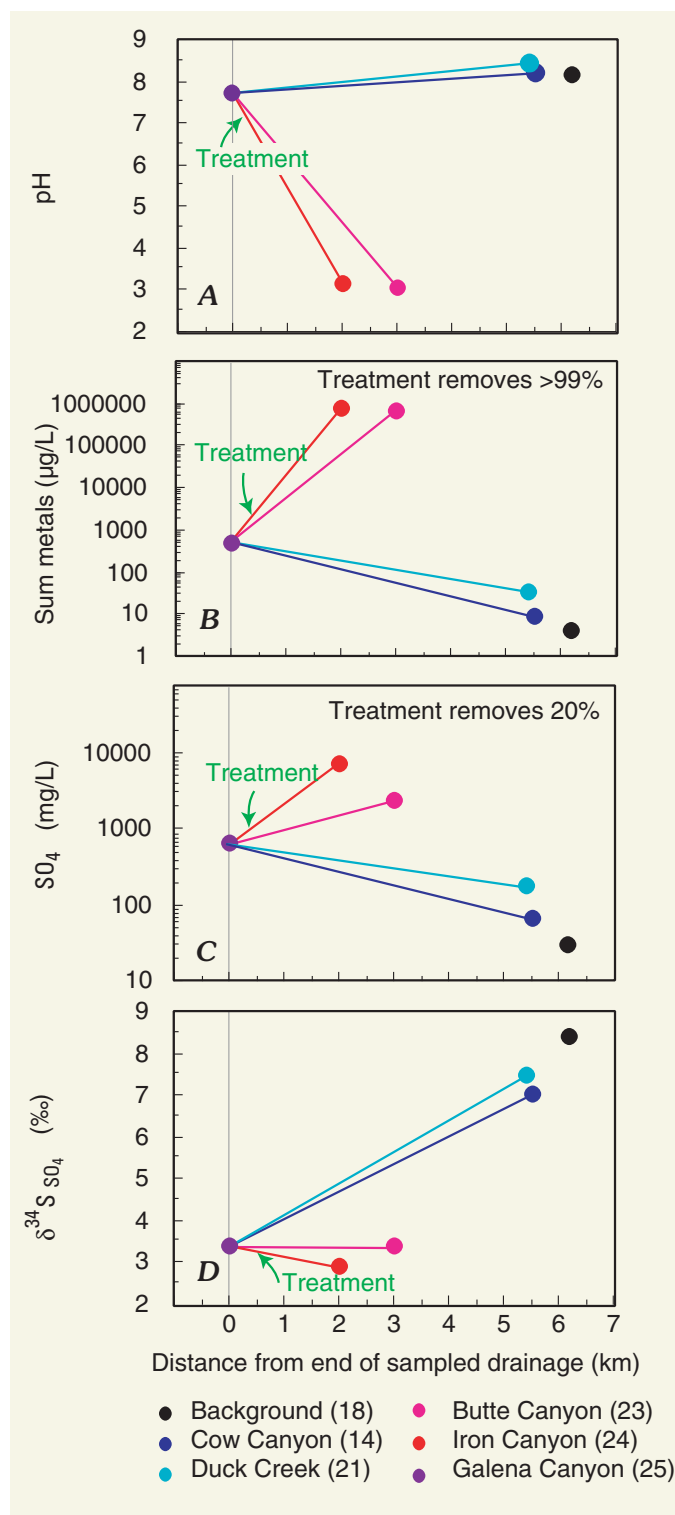 9
8
7
6
5
4
3
2
pH
Treatment
A
Treatment removes >99%
1000000
100000
10000
1000
100
10
1
Sum metals (µg/L)
Treatment
B
Treatment removes 20%
10000
1000
100
10
SO4 (mg/L)
Treatment
C
9
8
7
6
5
4
3
2
δ34 S SO4 (‰)
D
Treatment
0 1 2 3 4 5 6 7
Distance from end of sampled drainage (km)
Background (18)
Cow Canyon (14)
Duck Creek (21)
Butte Canyon (23)
Iron Canyon (24)
Galena Canyon (25)